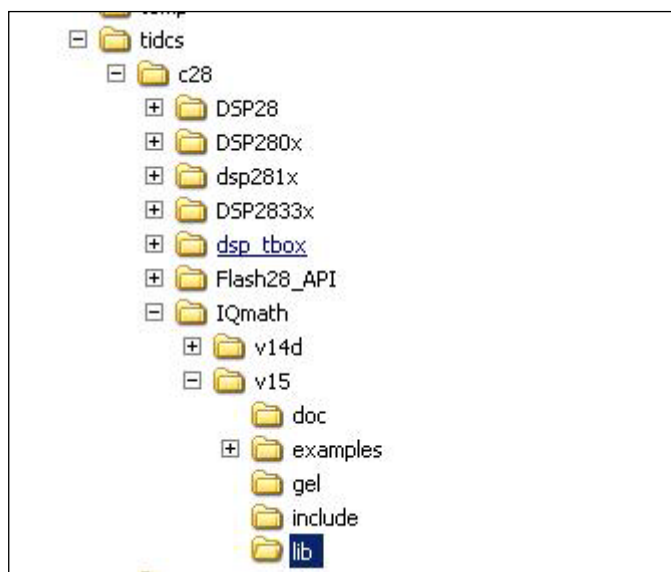 tidcs
c28
DSP28
DSP280x
dsp281x
DSP2833x
dsp_tbox
Flash28_API
IQmath
v14d
v15
doc
examples
gel
include
lib